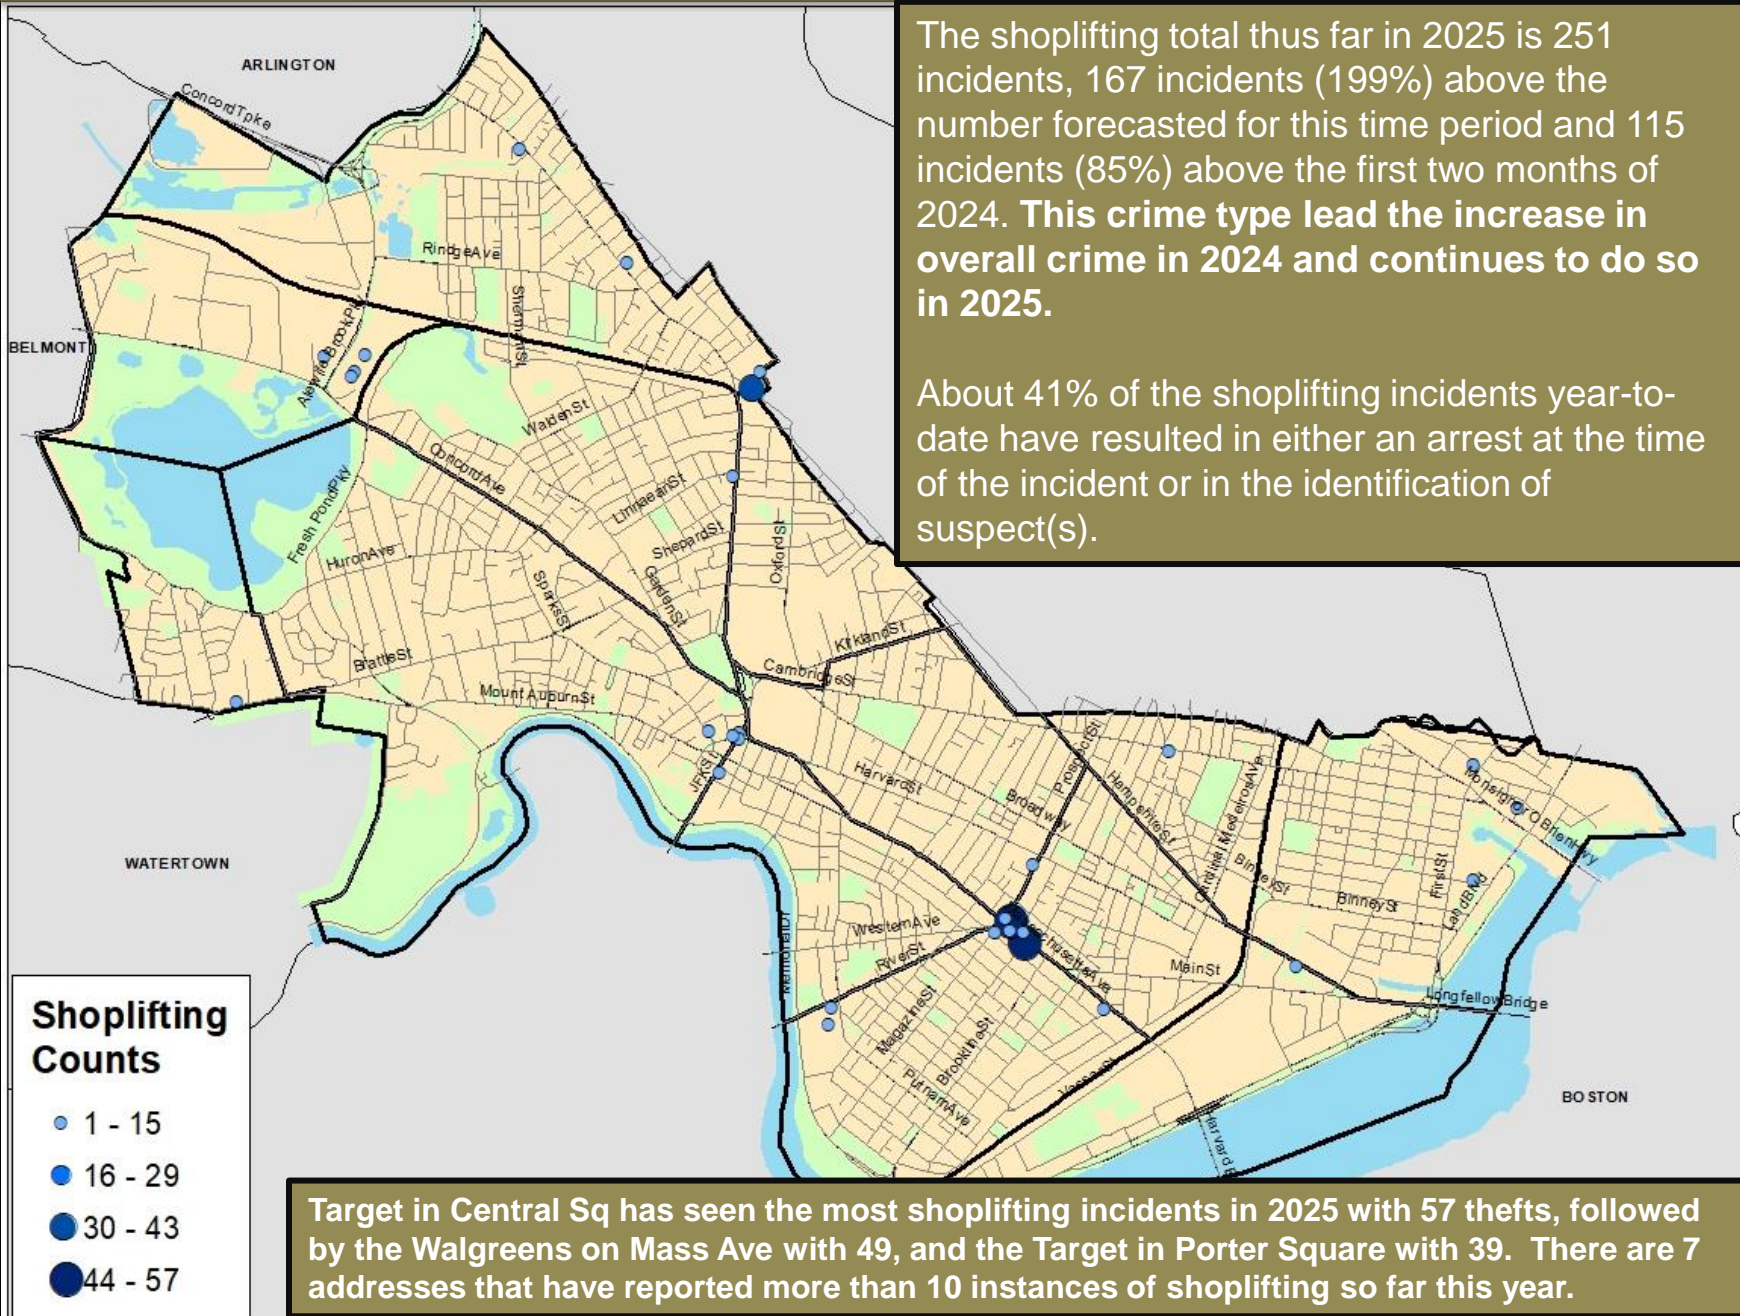 The shoplifting total thus far in 2025 is 251
incidents, 167 incidents (199%) above the
number forecasted for this time period and 115
incidents (85%) above the first two months of
2024. This crime type lead the increase in
overall crime in 2024 and continues to do so
in 2025.
About 41% of the shoplifting incidents year-to-
date have resulted in either an arrest at the time
of the incident or in the identification of
suspect(s).
ARLINGTON
Concord Tpke
Rindge Ave
Sherman St
BELMONT
Alewife Brook Pky
Walden St
Concord Ave
Linnaean St
Fresh Pond Pky
Shepard St
Oxford St
Huron Ave
Sparks St
Garden St
Kirkland St
Brattle St
Cambridge St
Mount Auburn St
JFK St
Harvard St
Prospect St
Broadway
Hampshire St
Cardinal Medeiros Ave
Monsignor O'Brien Hwy
WATERTOWN
Binney St
Binney St
First St
Land Blvd
Memorial Dr
Western Ave
River St
Massachusetts Ave
Main St
Longfellow Bridge
Magazine St
Brookline St
Putnam Ave
Vassar St
Harvard B
BOSTON
Shoplifting
Counts
1 - 15
16 - 29
30 - 43
44 - 57
Target in Central Sq has seen the most shoplifting incidents in 2025 with 57 thefts, followed
by the Walgreens on Mass Ave with 49, and the Target in Porter Square with 39. There are 7
addresses that have reported more than 10 instances of shoplifting so far this year.